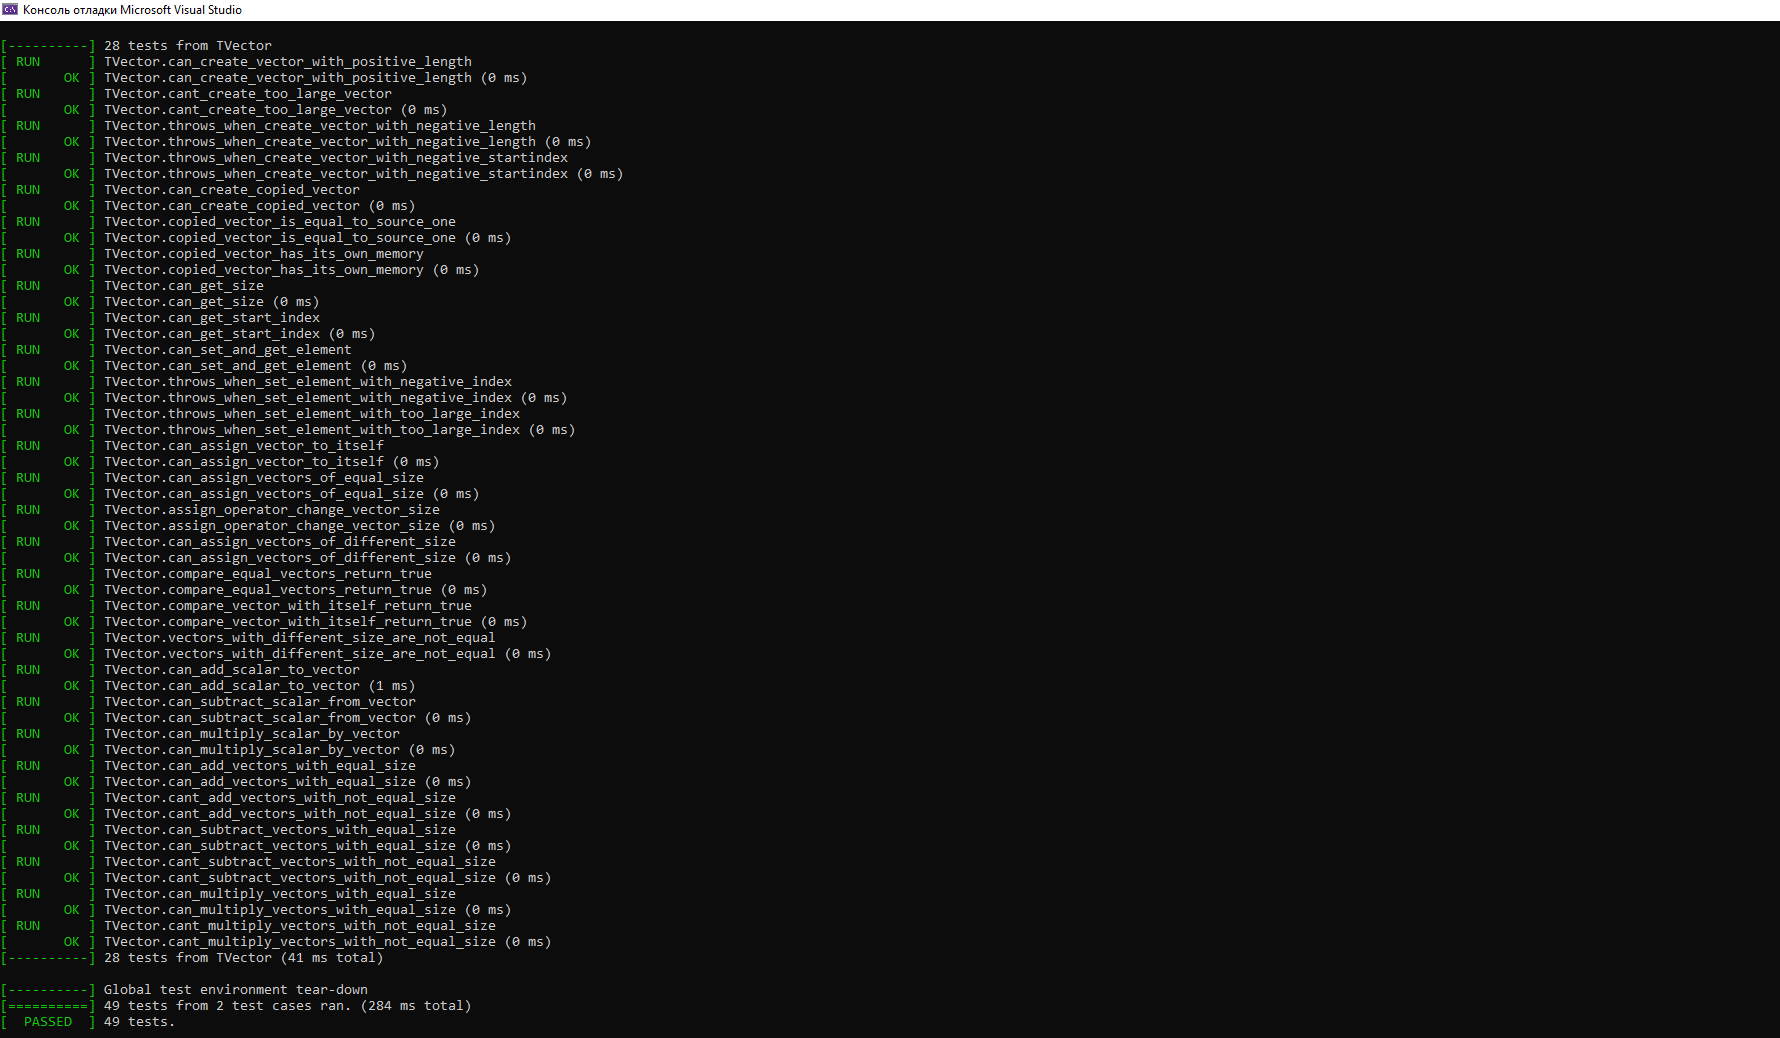 Консоль отладки Microsoft Visual Studio
[----------] 28 tests from TVector
[ RUN      ] TVector.can_create_vector_with_positive_length
[       OK ] TVector.can_create_vector_with_positive_length (0 ms)
[ RUN      ] TVector.cant_create_too_large_vector
[       OK ] TVector.cant_create_too_large_vector (0 ms)
[ RUN      ] TVector.throws_when_create_vector_with_negative_length
[       OK ] TVector.throws_when_create_vector_with_negative_length (0 ms)
[ RUN      ] TVector.throws_when_create_vector_with_negative_startindex
[       OK ] TVector.throws_when_create_vector_with_negative_startindex (0 ms)
[ RUN      ] TVector.can_create_copied_vector
[       OK ] TVector.can_create_copied_vector (0 ms)
[ RUN      ] TVector.copied_vector_is_equal_to_source_one
[       OK ] TVector.copied_vector_is_equal_to_source_one (0 ms)
[ RUN      ] TVector.copied_vector_has_its_own_memory
[       OK ] TVector.copied_vector_has_its_own_memory (0 ms)
[ RUN      ] TVector.can_get_size
[       OK ] TVector.can_get_size (0 ms)
[ RUN      ] TVector.can_get_start_index
[       OK ] TVector.can_get_start_index (0 ms)
[ RUN      ] TVector.can_set_and_get_element
[       OK ] TVector.can_set_and_get_element (0 ms)
[ RUN      ] TVector.throws_when_set_element_with_negative_index
[       OK ] TVector.throws_when_set_element_with_negative_index (0 ms)
[ RUN      ] TVector.throws_when_set_element_with_too_large_index
[       OK ] TVector.throws_when_set_element_with_too_large_index (0 ms)
[ RUN      ] TVector.can_assign_vector_to_itself
[       OK ] TVector.can_assign_vector_to_itself (0 ms)
[ RUN      ] TVector.can_assign_vectors_of_equal_size
[       OK ] TVector.can_assign_vectors_of_equal_size (0 ms)
[ RUN      ] TVector.assign_operator_change_vector_size
[       OK ] TVector.assign_operator_change_vector_size (0 ms)
[ RUN      ] TVector.can_assign_vectors_of_different_size
[       OK ] TVector.can_assign_vectors_of_different_size (0 ms)
[ RUN      ] TVector.compare_equal_vectors_return_true
[       OK ] TVector.compare_equal_vectors_return_true (0 ms)
[ RUN      ] TVector.compare_vector_with_itself_return_true
[       OK ] TVector.compare_vector_with_itself_return_true (0 ms)
[ RUN      ] TVector.vectors_with_different_size_are_not_equal
[       OK ] TVector.vectors_with_different_size_are_not_equal (0 ms)
[ RUN      ] TVector.can_add_scalar_to_vector
[       OK ] TVector.can_add_scalar_to_vector (1 ms)
[ RUN      ] TVector.can_subtract_scalar_from_vector
[       OK ] TVector.can_subtract_scalar_from_vector (0 ms)
[ RUN      ] TVector.can_multiply_scalar_by_vector
[       OK ] TVector.can_multiply_scalar_by_vector (0 ms)
[ RUN      ] TVector.can_add_vectors_with_equal_size
[       OK ] TVector.can_add_vectors_with_equal_size (0 ms)
[ RUN      ] TVector.cant_add_vectors_with_not_equal_size
[       OK ] TVector.cant_add_vectors_with_not_equal_size (0 ms)
[ RUN      ] TVector.can_subtract_vectors_with_equal_size
[       OK ] TVector.can_subtract_vectors_with_equal_size (0 ms)
[ RUN      ] TVector.cant_subtract_vectors_with_not_equal_size
[       OK ] TVector.cant_subtract_vectors_with_not_equal_size (0 ms)
[ RUN      ] TVector.can_multiply_vectors_with_equal_size
[       OK ] TVector.can_multiply_vectors_with_equal_size (0 ms)
[ RUN      ] TVector.cant_multiply_vectors_with_not_equal_size
[       OK ] TVector.cant_multiply_vectors_with_not_equal_size (0 ms)
[----------] 28 tests from TVector (41 ms total)
[----------] Global test environment tear-down
[==========] 49 tests from 2 test cases ran. (284 ms total)
[  PASSED  ] 49 tests.